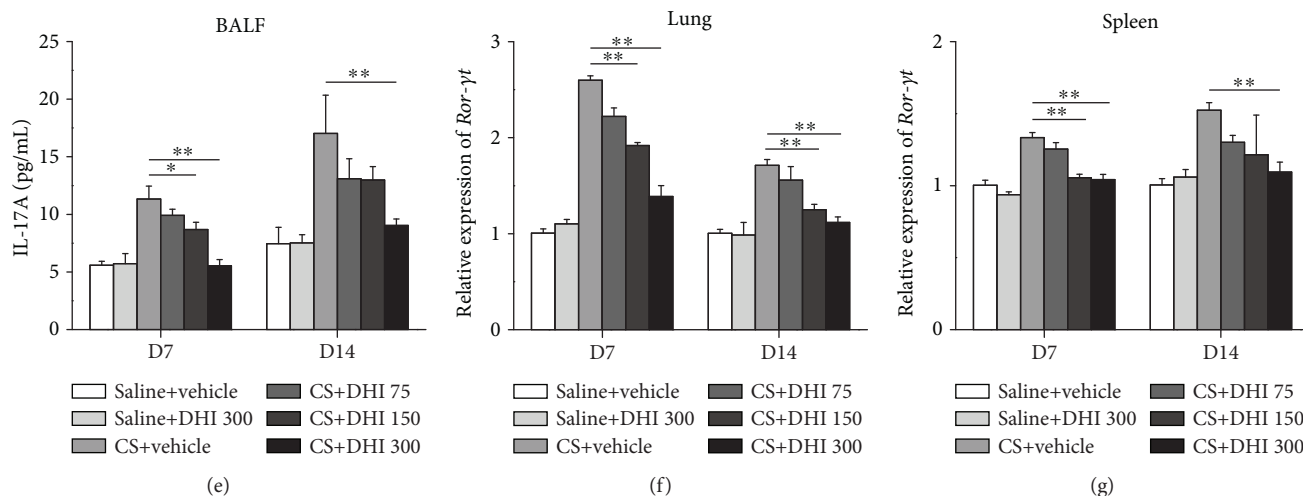 BALF
IL-17A (pg/mL)
25
20
15
10
5
0
**
*
**
D7
D14
Saline+vehicle
Saline+DHI 300
CS+vehicle
CS+DHI 75
CS+DHI 150
CS+DHI 300
(e)
Lung
Relative expression of Ror-γt
3
2
1
0
**
**
**
**
D7
D14
Saline+vehicle
Saline+DHI 300
CS+vehicle
CS+DHI 75
CS+DHI 150
CS+DHI 300
(f)
Spleen
Relative expression of Ror-γt
2
1
0
**
**
**
D7
D14
Saline+vehicle
Saline+DHI 300
CS+vehicle
CS+DHI 75
CS+DHI 150
CS+DHI 300
(g)